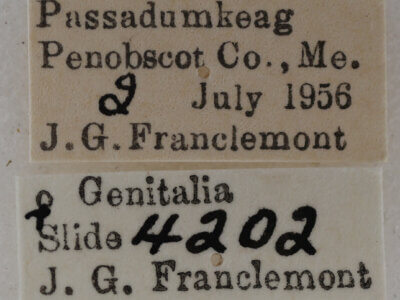 Passadumkeag
Penobscot Co., Me.
2 July 1956
J. G. Franclemont
♀ Genitalia
Slide 4202
J. G. Franclemont